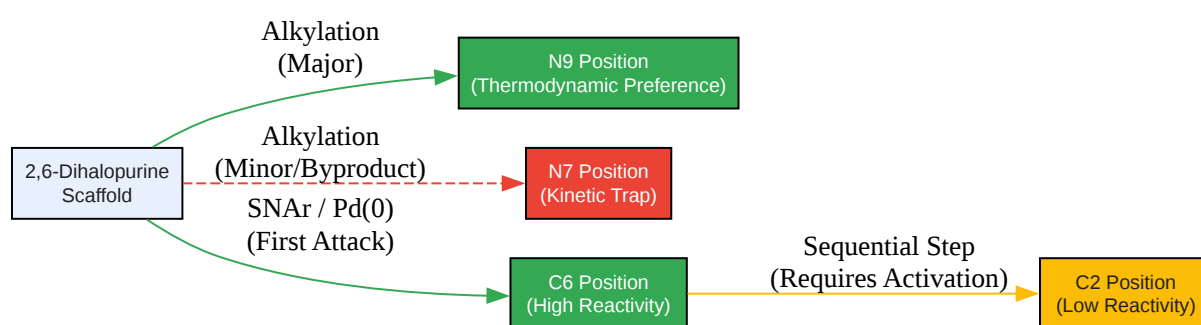 Alkylation
(Major)
N9 Position
(Thermodynamic Preference)
2,6-Dihalopurine
Scaffold
Alkylation
(Minor/Byproduct)
N7 Position
(Kinetic Trap)
SNAr / Pd(0)
(First Attack)
C6 Position
(High Reactivity)
Sequential Step
(Requires Activation)
C2 Position
(Low Reactivity)